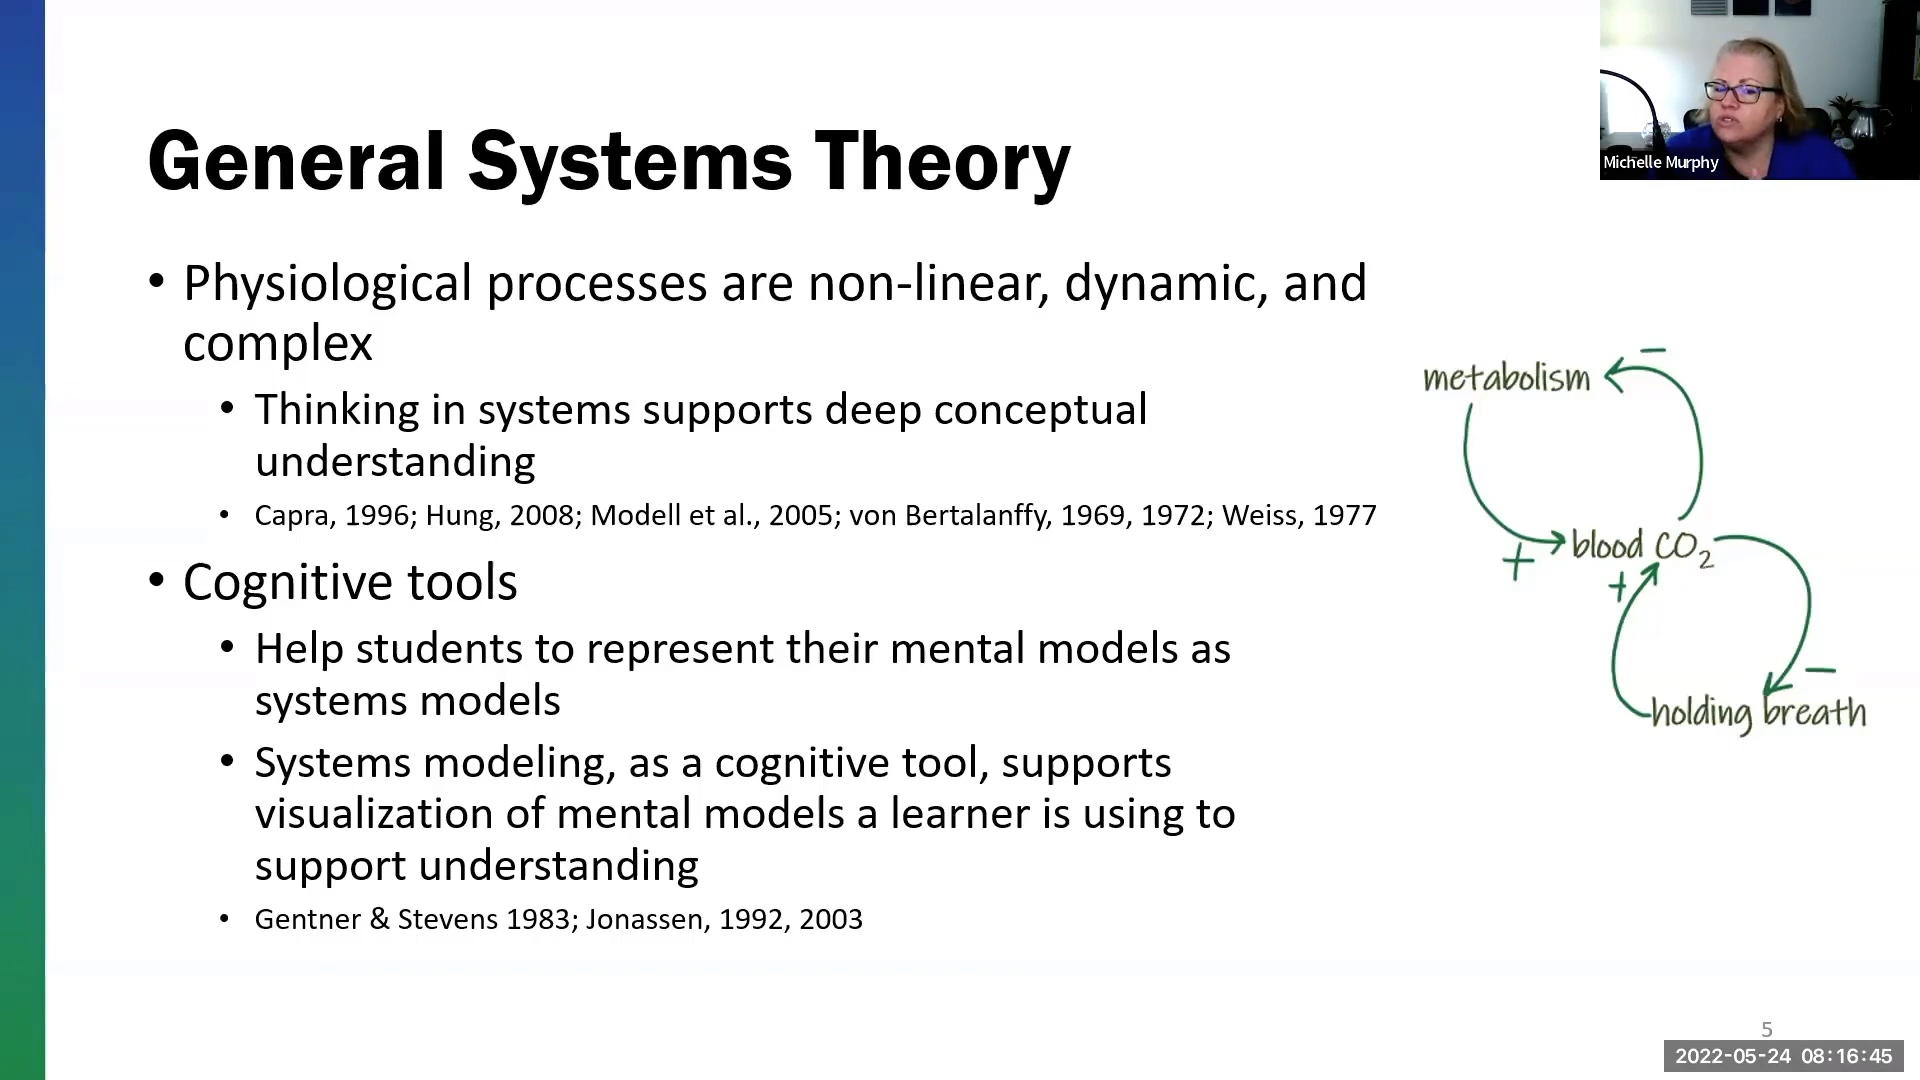 General Systems Theory
• Physiological processes are non-linear, dynamic, and
complex
• Thinking in systems supports deep conceptual
understanding
• Capra, 1996; Hung, 2008; Modell et al., 2005; von Bertalanffy, 1969, 1972; Weiss, 1977
• Cognitive tools
• Help students to represent their mental models as
systems models
• Systems modeling, as a cognitive tool, supports
visualization of mental models a learner is using to
support understanding
• Gentner & Stevens 1983; Jonassen, 1992, 2003
Michelle Murphy
−
metabolism
+
blood CO₂
+
−
holding breath
5
2022-05-24 08:16:45